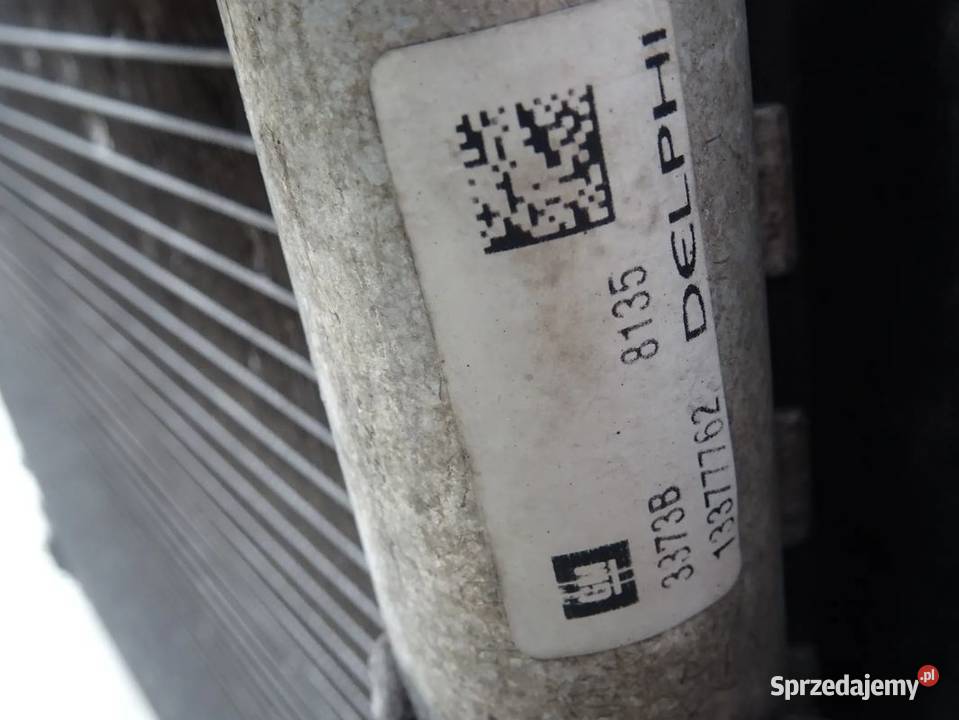 DELPHI
8135
13377762
3373B
GM
Sprzedajemy.pl